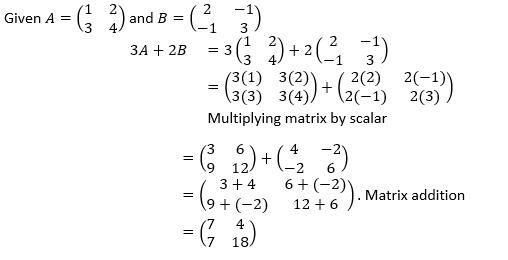 Given A = (1 2 3 4) and B = (2 −1 −1 3)
3A + 2B = 3(1 2 3 4) + 2(2 −1 −1 3)
= (3(1) 3(2) 3(3) 3(4)) + (2(2) 2(−1) 2(−1) 2(3))
Multiplying matrix by scalar
= (3 6 9 12) + (4 −2 −2 6)
= (3 + 4 6 + (−2) 9 + (−2) 12 + 6). Matrix addition
= (7 4 7 18)